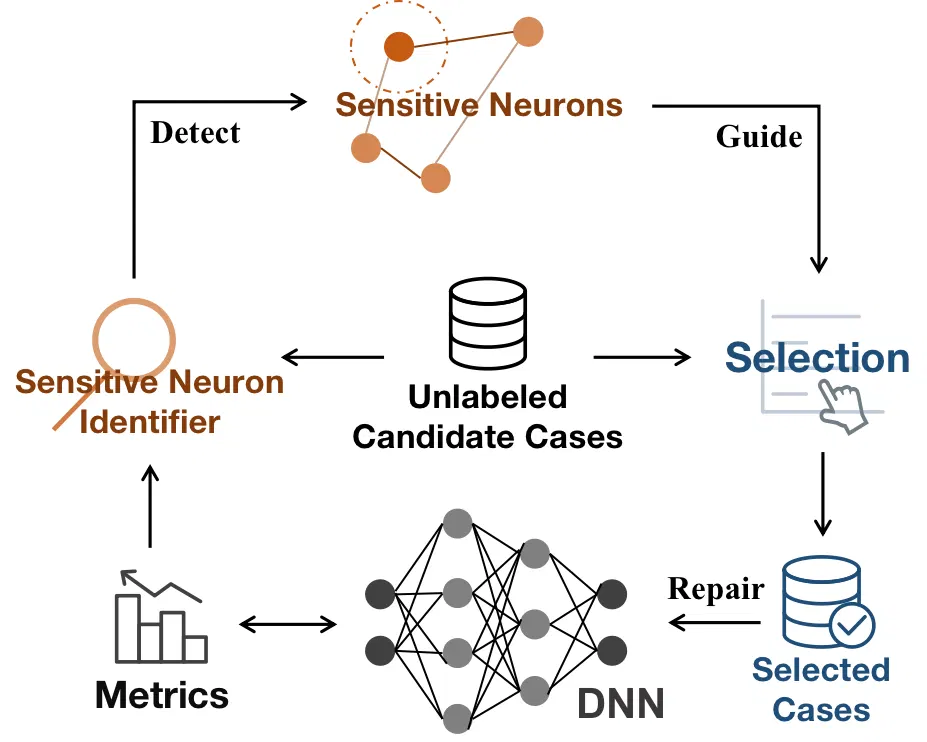 Sensitive Neurons
Detect
Guide
Sensitive Neuron
Identifier
Unlabeled
Candidate Cases
Selection
Metrics
DNN
Repair
Selected
Cases